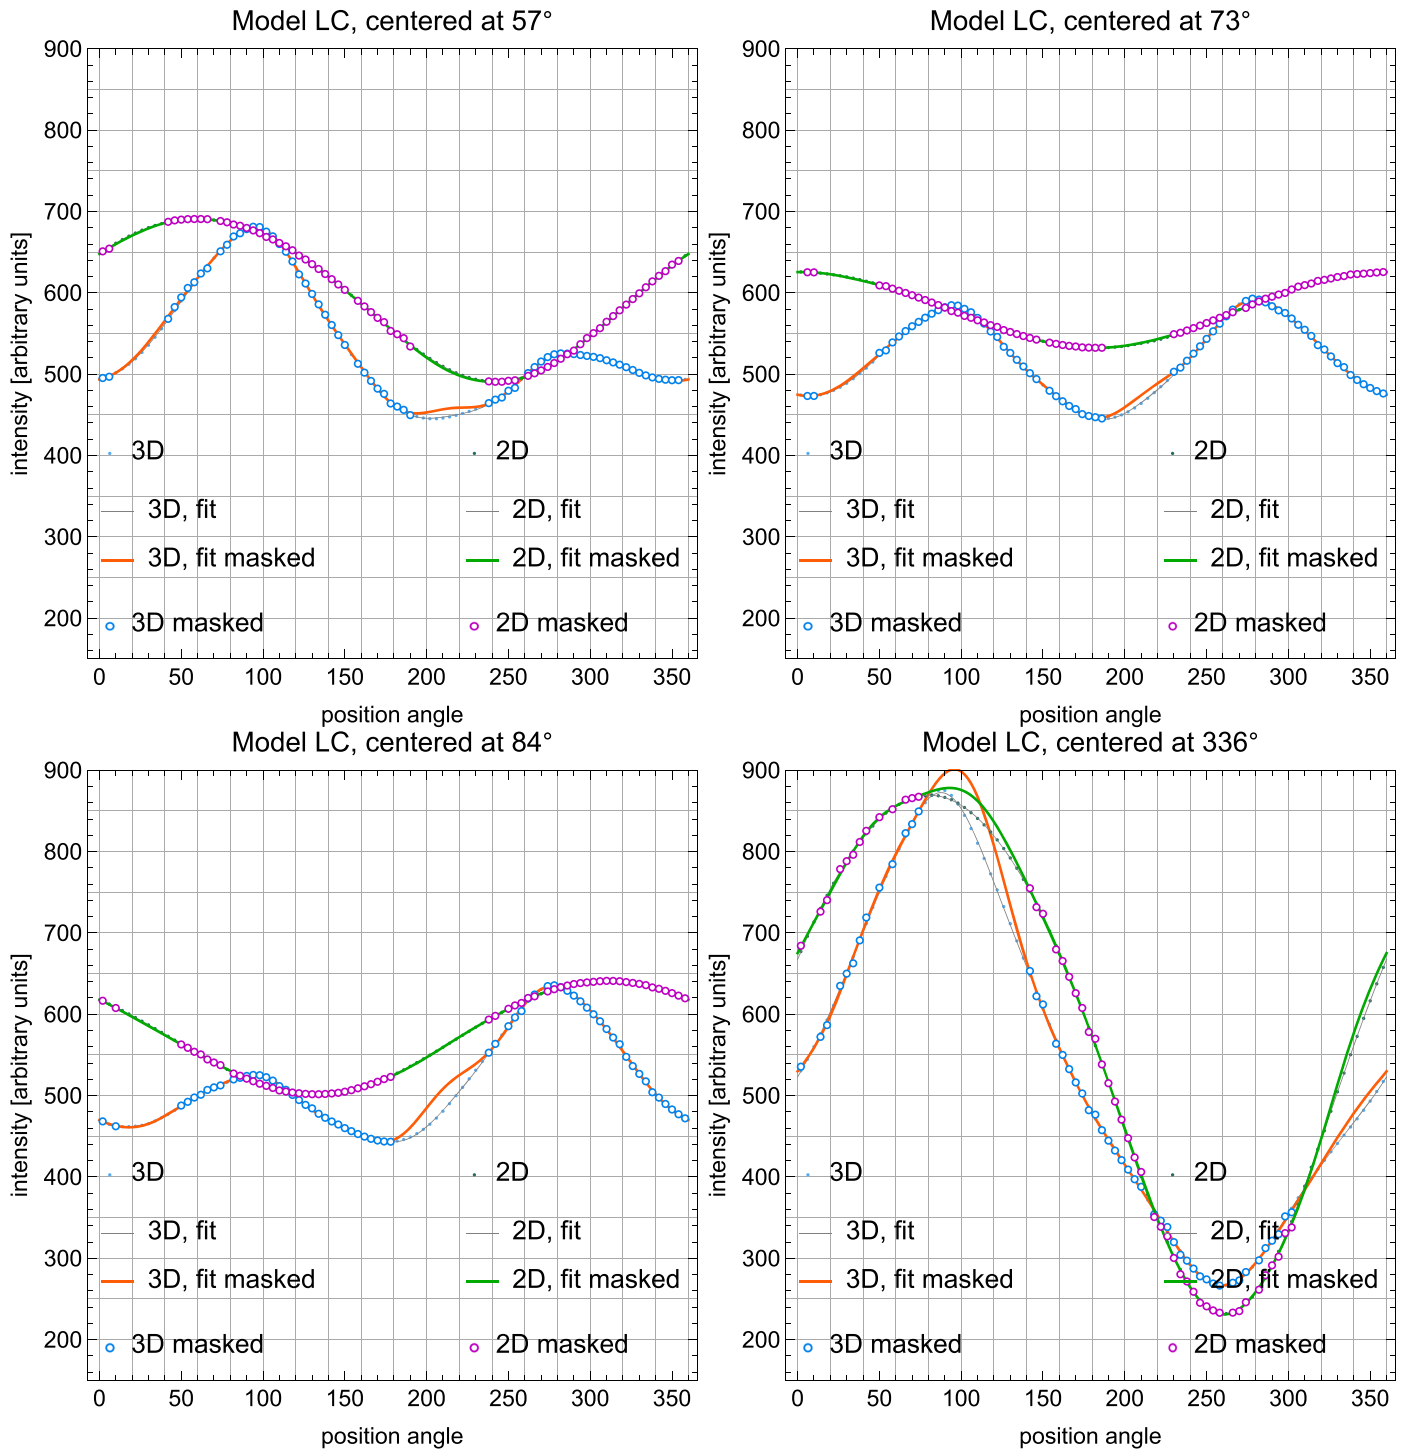 Model LC, centered at 57°
900
800
700
600
500
400
300
200
intensity [arbitrary units]
3D
2D
3D, fit
2D, fit
3D, fit masked
2D, fit masked
3D masked
2D masked
0 50 100 150 200 250 300 350
position angle
Model LC, centered at 73°
900
800
700
600
500
400
300
200
intensity [arbitrary units]
3D
2D
3D, fit
2D, fit
3D, fit masked
2D, fit masked
3D masked
2D masked
0 50 100 150 200 250 300 350
position angle
Model LC, centered at 84°
900
800
700
600
500
400
300
200
intensity [arbitrary units]
3D
2D
3D, fit
2D, fit
3D, fit masked
2D, fit masked
3D masked
2D masked
0 50 100 150 200 250 300 350
position angle
Model LC, centered at 336°
900
800
700
600
500
400
300
200
intensity [arbitrary units]
3D
2D
3D, fit
2D, fit
3D, fit masked
2D, fit masked
3D masked
2D masked
0 50 100 150 200 250 300 350
position angle